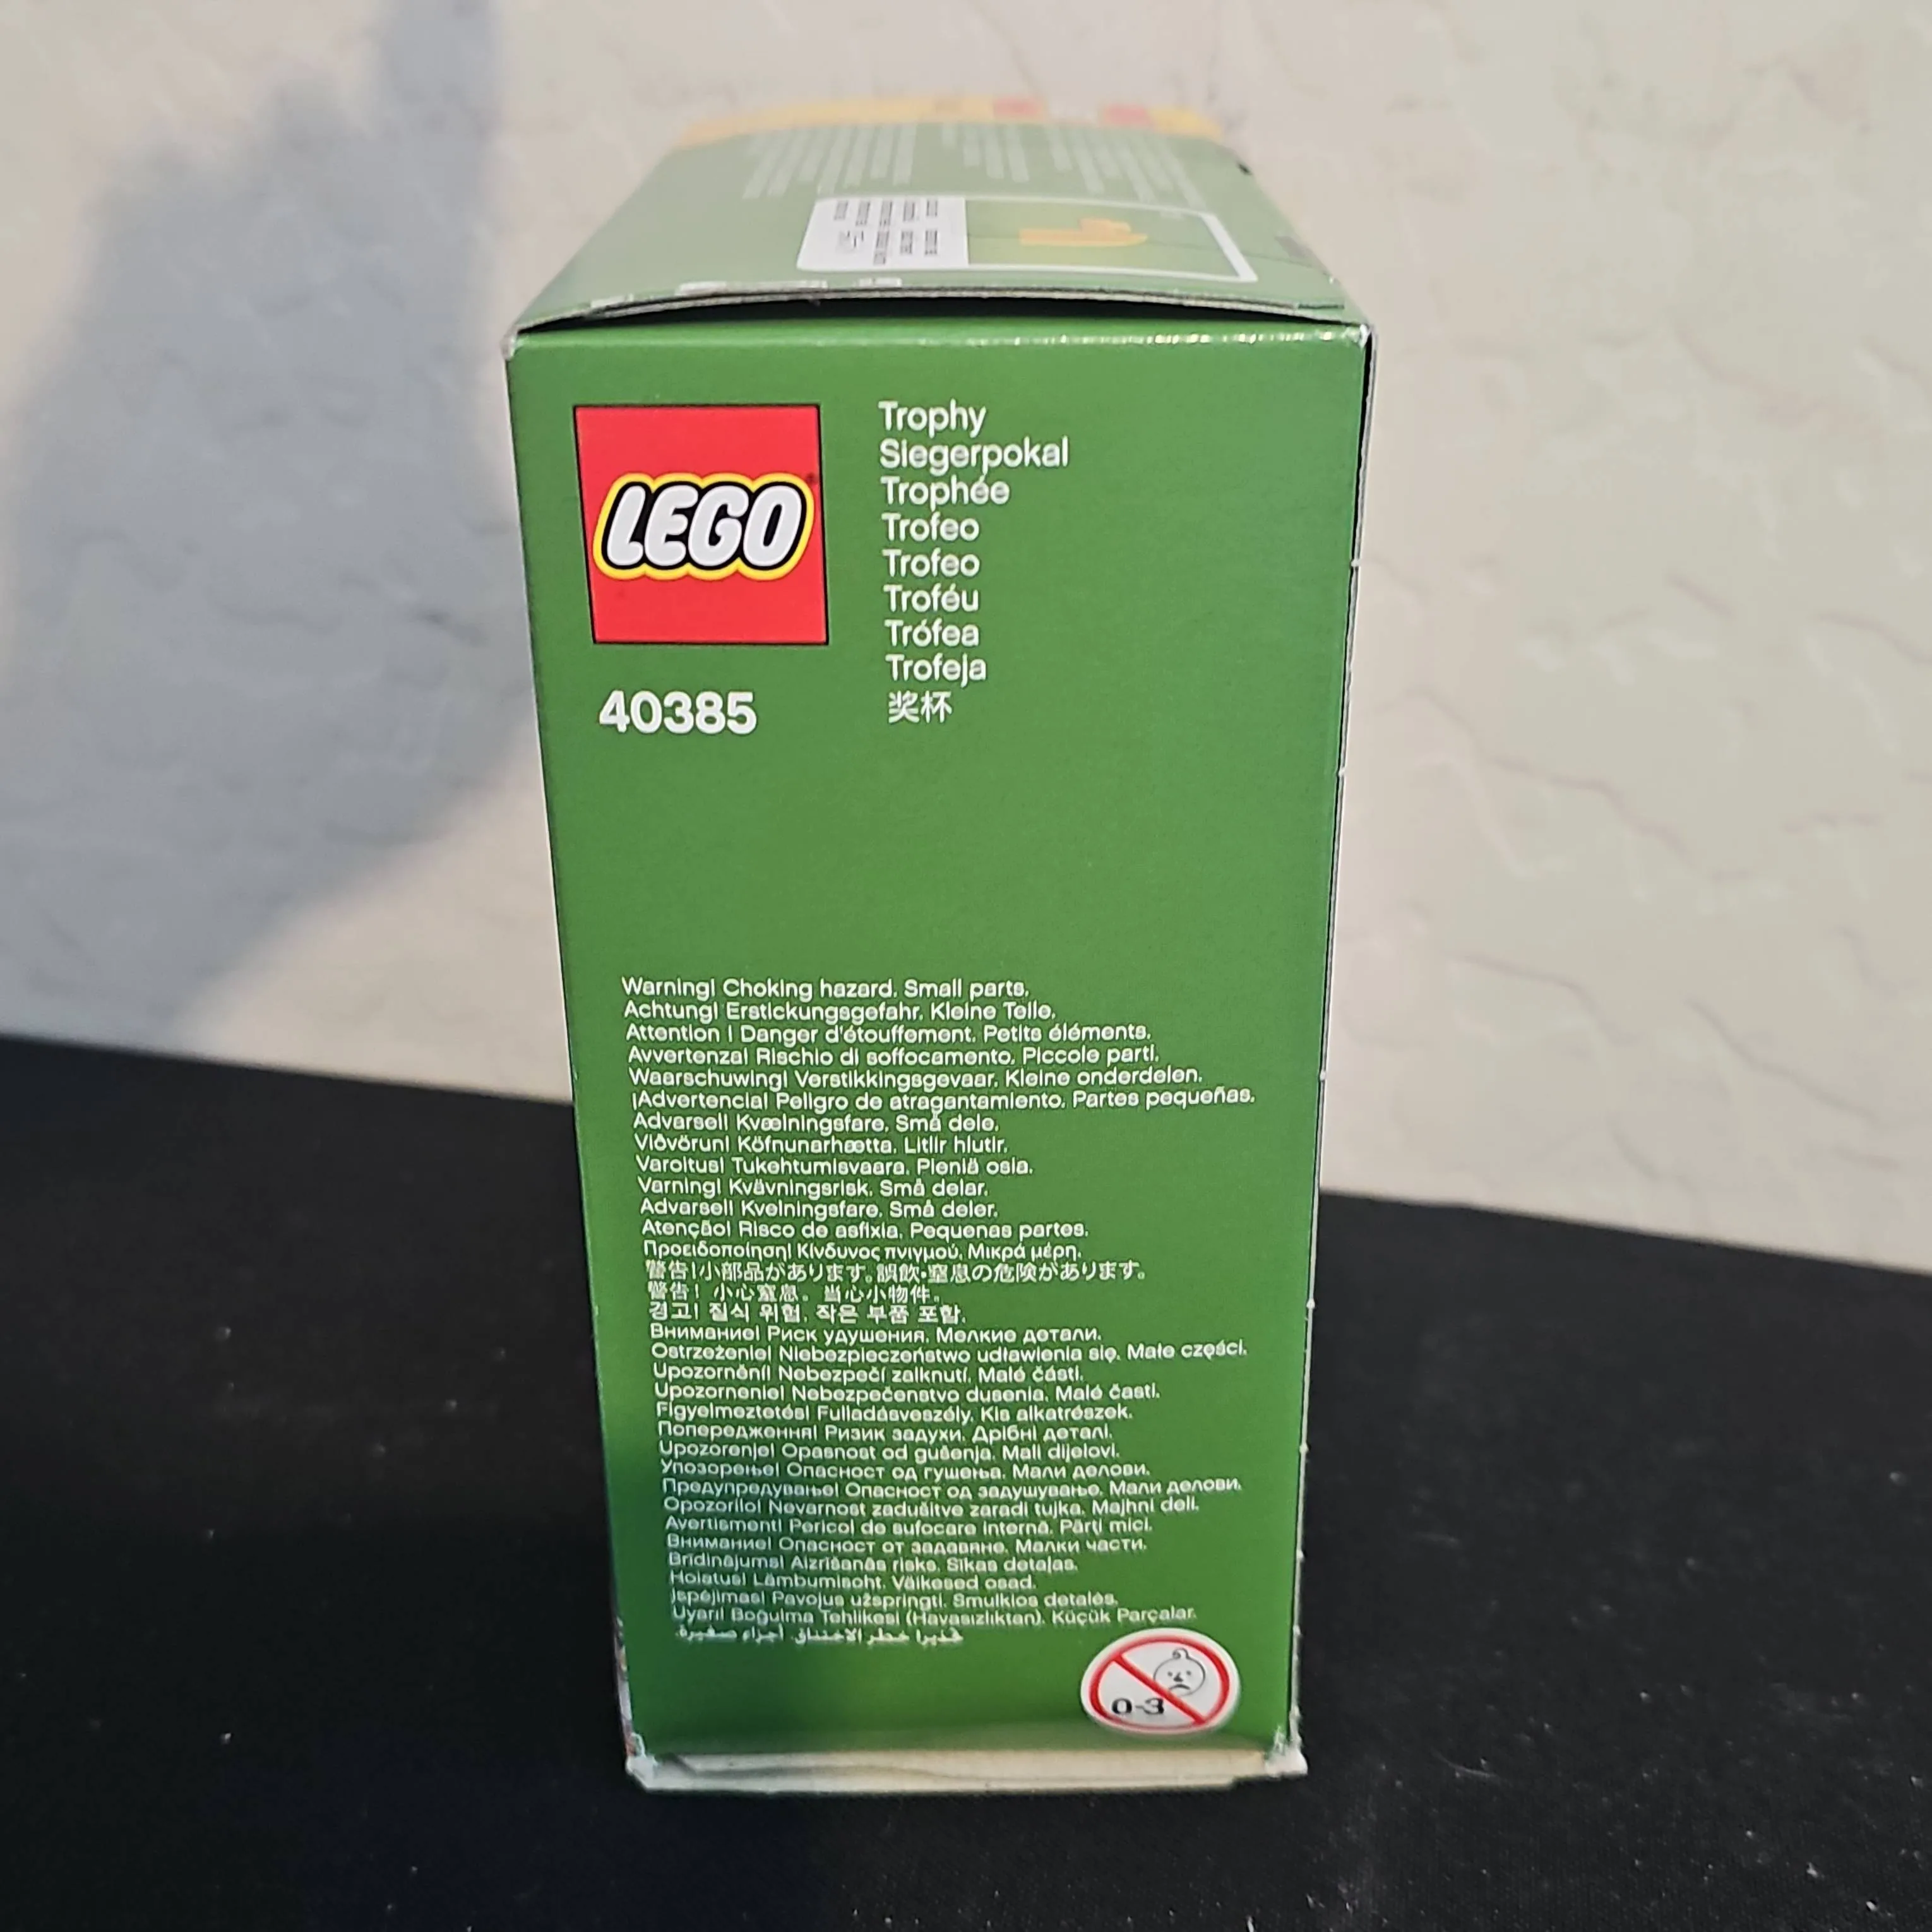 LEGO
40385
Trophy
Siegerpokal
Trophée
Trofeo
Trofeo
Troféu
Trófea
Trofeja
奖杯
Warning! Choking hazard. Small parts.
Achtung! Erstickungsgefahr. Kleine Teile.
Attention ! Danger d'étouffement. Petits éléments.
Avvertenza! Rischio di soffocamento. Piccole parti.
Waarschuwing! Verstikkingsgevaar. Kleine onderdelen.
¡Advertencia! Peligro de atragantamiento. Partes pequeñas.
Advarsel! Kvælningsfare. Små dele.
Viðvörun! Köfnunarhætta. Litlir hlutir.
Varoitus! Tukehtumisvaara. Pieniä osia.
Varning! Kvävningsrisk. Små delar.
Advarsel! Kvelningsfare. Små deler.
Atenção! Risco de asfixia. Pequenas partes.
Προειδοποίηση! Κίνδυνος πνιγμού. Μικρά μέρη.
警告!小部品があります。誤飲・窒息の危険があります。
警告！小心窒息。当心小物件。
경고! 질식 위험. 작은 부품 포함.
Внимание! Риск удушения. Мелкие детали.
Ostrzeżenie! Niebezpieczeństwo udławienia się. Małe części.
Upozornění! Nebezpečí zalknutí. Malé části.
Upozornenie! Nebezpečenstvo dusenia. Malé časti.
Figyelmeztetés! Fulladásveszély. Kis alkatrészek.
Попередження! Ризик задухи. Дрібні деталі.
Upozorenje! Opasnost od gušenja. Mali dijelovi.
Упозорење! Опасност од гушења. Мали делови.
Предупредување! Опасност од задушување. Мали делови.
Opozorilo! Nevarnost zadušitve zaradi tujka. Majhni deli.
Avertisment! Pericol de sufocare internă. Părţi mici.
Внимание! Опасност от задавяне. Малки части.
Brīdinājums! Aizrīšanās risks. Sīkas detaļas.
Hoiatus! Lämbumisoht. Väikesed osad.
Įspėjimas! Pavojus užspringti. Smulkios detalės.
Uyarı! Boğulma Tehlikesi (Havasızlıktan). Küçük Parçalar.
تحذير! خطر الاختناق. أجزاء صغيرة.
0-3